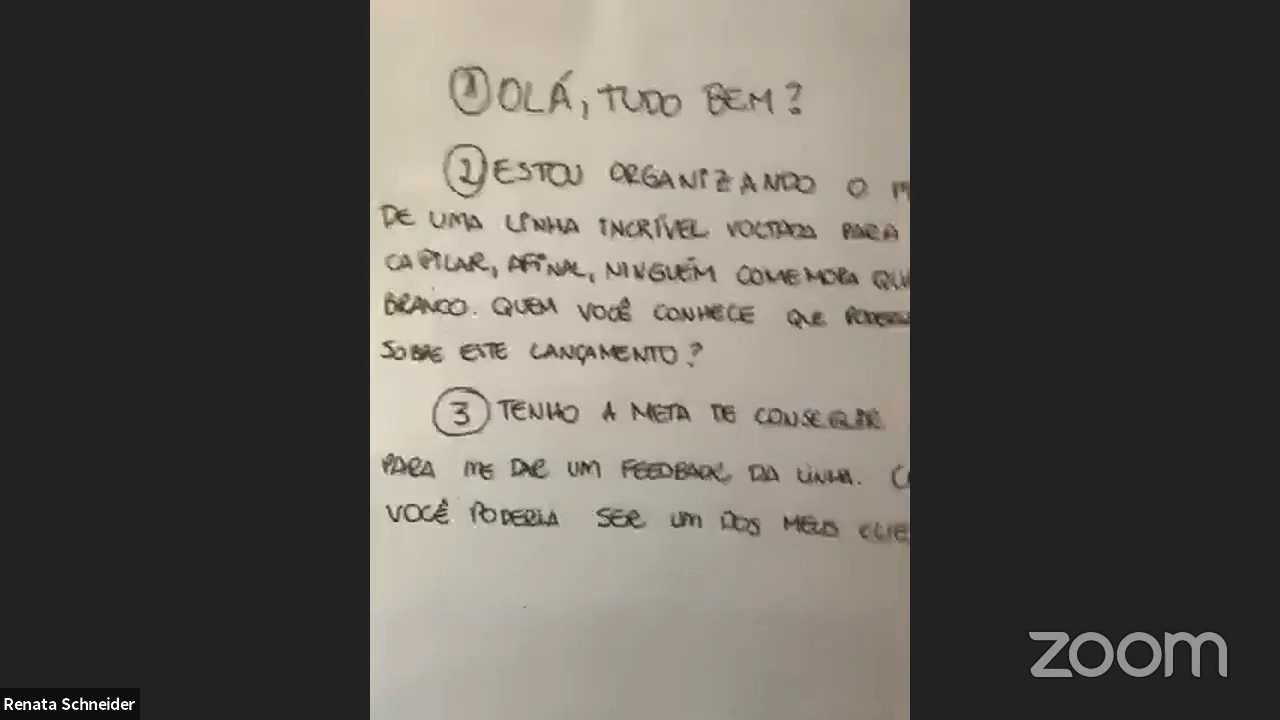 ① OLÁ, TUDO BEM?
② ESTOU ORGANIZANDO O
DE UMA LINHA INCRÍVEL VOLTADA PARA
CAPILAR, AFINAL, NINGUÉM COMEMORA QU
BRANCO. QUEM VOCÊ CONHECE QUE
SOBRE ESTE LANÇAMENTO?
③ TENHO A META DE CONSEGUIR
PARA ME DAR UM FEEDBACK DA LINHA.
VOCÊ PODERIA SER UM DOS MEUS CLIE
zoom
Renata Schneider